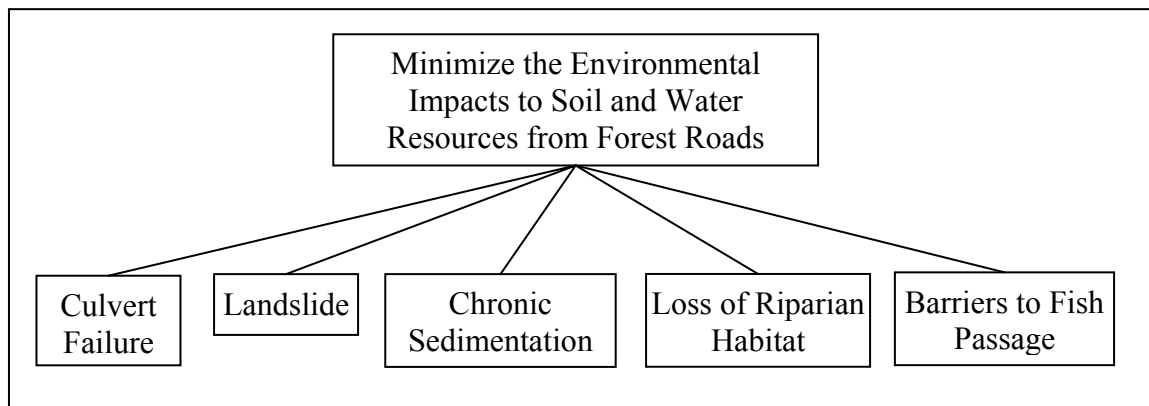 Minimize the Environmental
Impacts to Soil and Water
Resources from Forest Roads
Culvert
Failure
Landslide
Chronic
Sedimentation
Loss of Riparian
Habitat
Barriers to Fish
Passage